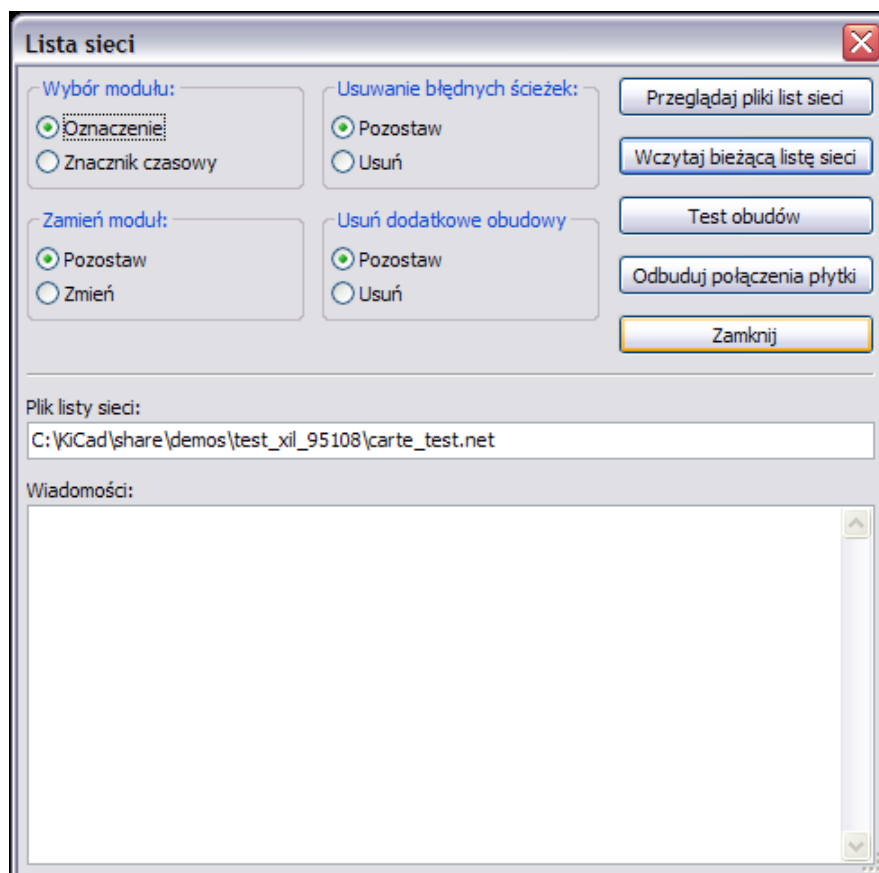 Lista sieci
Wybór modułu:
Oznaczenie
Znacznik czasowy
Usuwanie błędnych ścieżek:
Pozostaw
Usuń
Zamień moduł:
Pozostaw
Zmień
Usuń dodatkowe obudowy
Pozostaw
Usuń
Przeglądaj pliki list sieci
Wczytaj bieżącą listę sieci
Test obudów
Odbuduj połączenia płytki
Zamknij
Plik listy sieci:
C:\KiCad\share\demos\test_xil_95108\carte_test.net
Wiadomości: